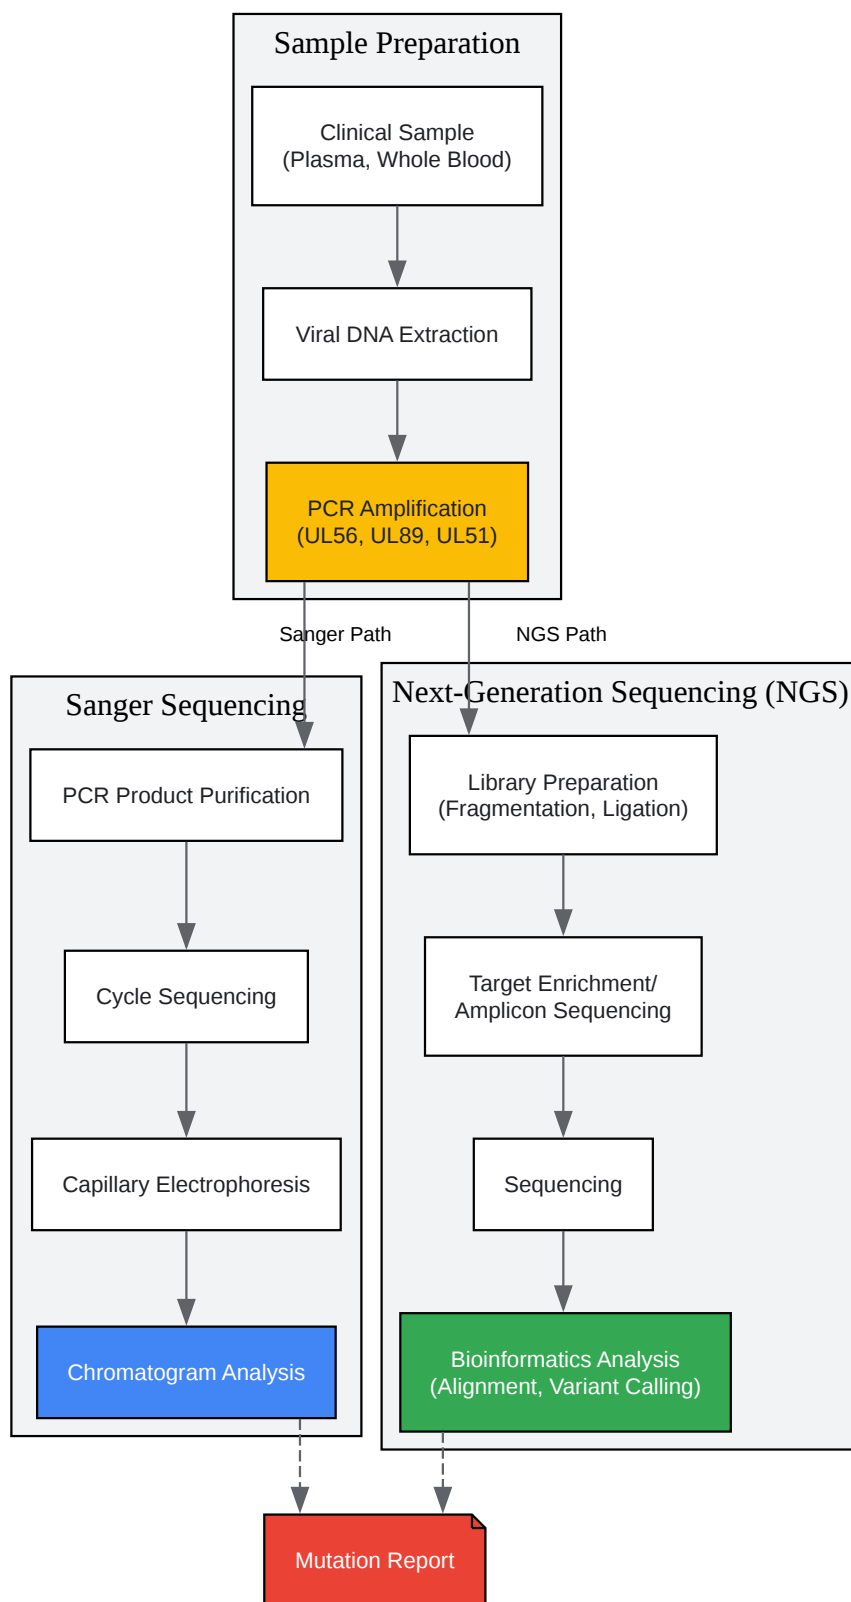 Sample Preparation
Clinical Sample
(Plasma, Whole Blood)
Viral DNA Extraction
PCR Amplification
(UL56, UL89, UL51)
Sanger Path
NGS Path
Sanger Sequencing
PCR Product Purification
Cycle Sequencing
Capillary Electrophoresis
Chromatogram Analysis
Next-Generation Sequencing (NGS)
Library Preparation
(Fragmentation, Ligation)
Target Enrichment/
Amplicon Sequencing
Sequencing
Bioinformatics Analysis
(Alignment, Variant Calling)
Mutation Report